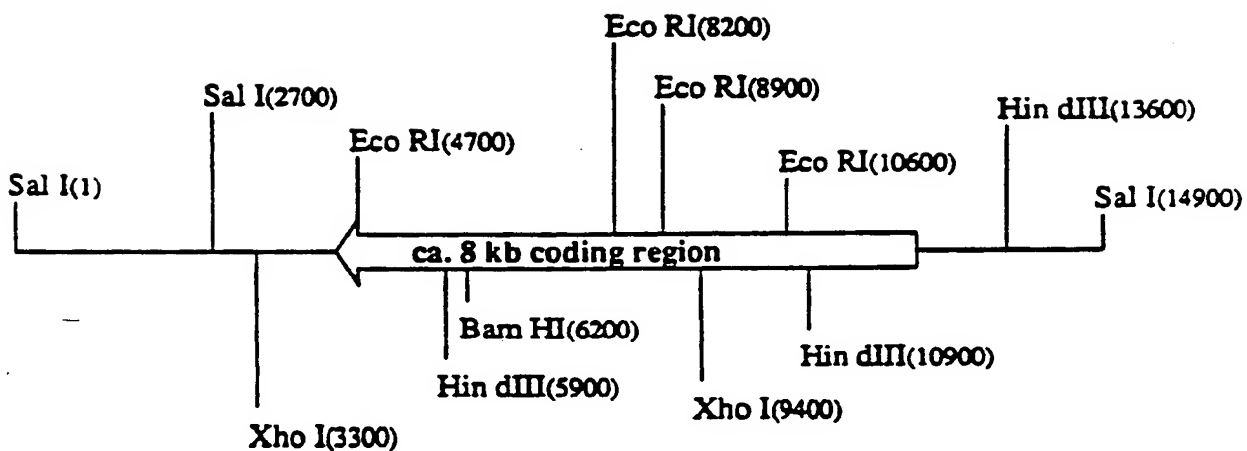 Eco RI(8200)
Sal I(2700)
Eco RI(8900)
Hin dIII(13600)
Eco RI(4700)
Eco RI(10600)
Sal I(1)
Sal I(14900)
ca. 8 kb coding region
Bam HI(6200)
Hin dIII(10900)
Hin dIII(5900)
Xho I(9400)
Xho I(3300)